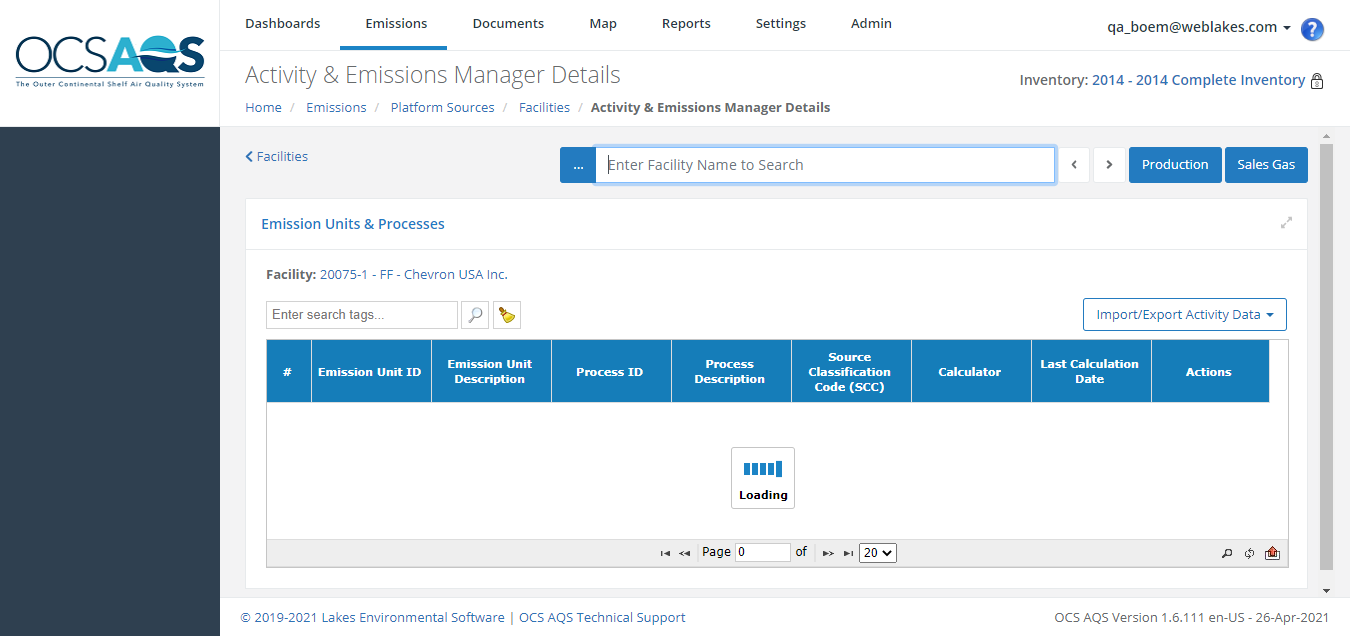 OCSAQS
The Outer Continental Shelf Air Quality System
Dashboards Emissions Documents Map Reports Settings Admin
qa_boem@weblakes.com
?
Activity & Emissions Manager Details
Inventory: 2014 - 2014 Complete Inventory
Home / Emissions / Platform Sources / Facilities / Activity & Emissions Manager Details
Facilities
... Enter Facility Name to Search
Production Sales Gas
Emission Units & Processes
Facility: 20075-1 - FF - Chevron USA Inc.
Enter search tags...
Import/Export Activity Data
#
Emission Unit ID
Emission Unit
Description
Process ID
Process
Description
Source
Classification
Code (SCC)
Calculator
Last Calculation
Date
Actions
Loading
Page 0 of 20
© 2019-2021 Lakes Environmental Software | OCS AQS Technical Support
OCS AQS Version 1.6.111 en-US - 26-Apr-2021